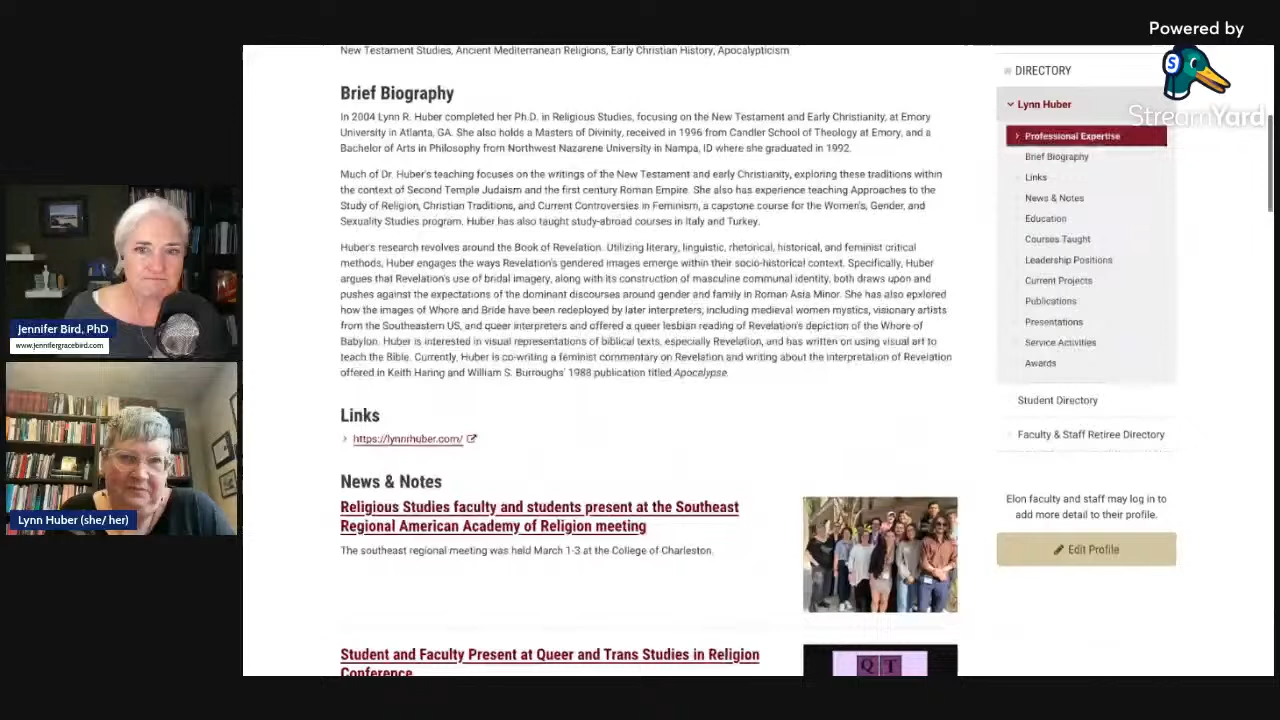 Powered by
StreamYard
New Testament Studies, Ancient Mediterranean Religions, Early Christian History, Apocalypticism
Brief Biography
In 2004 Lynn R. Huber completed her Ph.D. in Religious Studies, focusing on the New Testament and Early Christianity, at Emory
University in Atlanta, GA. She also holds a Masters of Divinity, received in 1996 from Candler School of Theology at Emory, and a
Bachelor of Arts in Philosophy from Northwest Nazarene University in Nampa, ID where she graduated in 1992.
Much of Dr. Huber's teaching focuses on the writings of the New Testament and early Christianity, exploring these traditions within
the context of Second Temple Judaism and the first century Roman Empire. She also has experience teaching Approaches to the
Study of Religion, Christian Traditions, and Current Controversies in Feminism, a capstone course for the Women's, Gender, and
Sexuality Studies program. Huber has also taught study-abroad courses in Italy and Turkey.
Huber's research revolves around the Book of Revelation. Utilizing literary, linguistic, rhetorical, historical, and feminist critical
methods, Huber engages the ways Revelation's gendered images emerge within their socio-historical context. Specifically, Huber
argues that Revelation's use of bridal imagery, along with its construction of masculine communal identity, both draws upon and
pushes against the expectations of the dominant discourses around gender and family in Roman Asia Minor. She has also epxlored
how the images of Whore and Bride have been redeployed by later interpreters, including medieval women mystics, visionary artists
from the Southeastern US, and queer interpreters and offered a queer lesbian reading of Revelation's depiction of the Whore of
Babylon. Huber is interested in visual representations of biblical texts, especially Revelation, and has written on using visual art to
teach the Bible. Currently, Huber is co-writing a feminist commentary on Revelation and writing about the interpretation of Revelation
offered in Keith Haring and William S. Burroughs' 1988 publication titled Apocalypse.
Links
https://lynnrhuber.com/
News & Notes
Religious Studies faculty and students present at the Southeast
Regional American Academy of Religion meeting
The southeast regional meeting was held March 1-3 at the College of Charleston.
Student and Faculty Present at Queer and Trans Studies in Religion
Conference
QT
DIRECTORY
Lynn Huber
Professional Expertise
Brief Biography
Links
News & Notes
Education
Courses Taught
Leadership Positions
Current Projects
Publications
Presentations
Service Activities
Awards
Student Directory
Faculty & Staff Retiree Directory
Elon faculty and staff may log in to
add more detail to their profile.
Edit Profile
Jennifer Bird, PhD
www.jennifergracebird.com
Lynn Huber (she/ her)